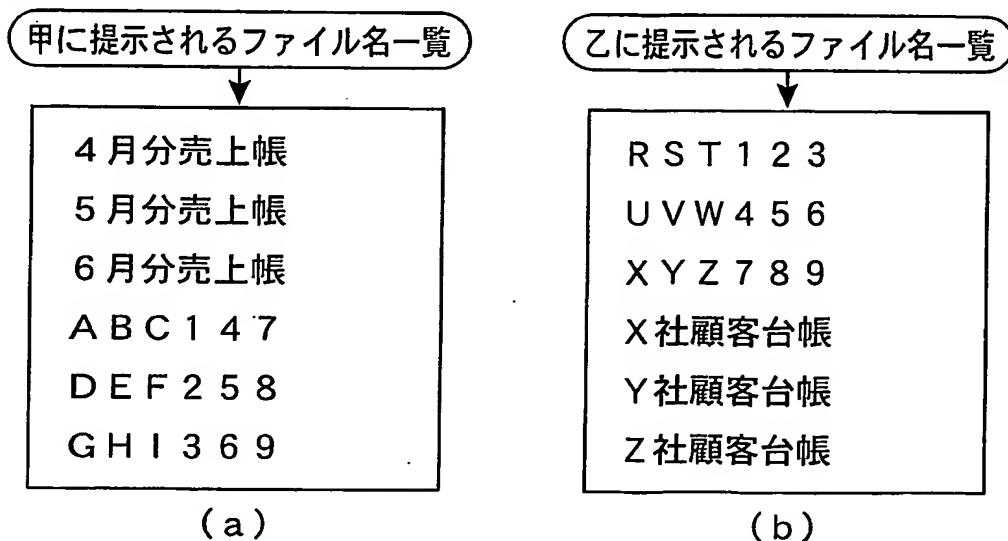 甲に提示されるファイル名一覧
4月分売上帳
5月分売上帳
6月分売上帳
ABC147
DEF258
GHI369
(a)
乙に提示されるファイル名一覧
RST123
UVW456
XYZ789
X社顧客台帳
Y社顧客台帳
Z社顧客台帳
(b)